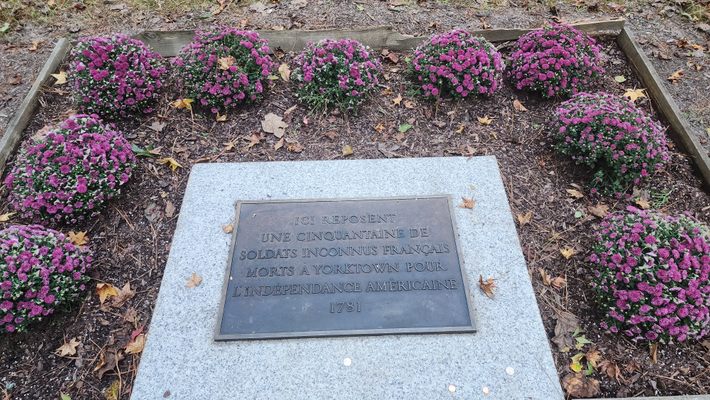 ICI REPOSENT
UNE CINQUANTAINE DE
SOLDATS INCONNUS FRANÇAIS
MORTS A YORKTOWN POUR
L'INDÉPENDANCE AMÉRICAINE
1781